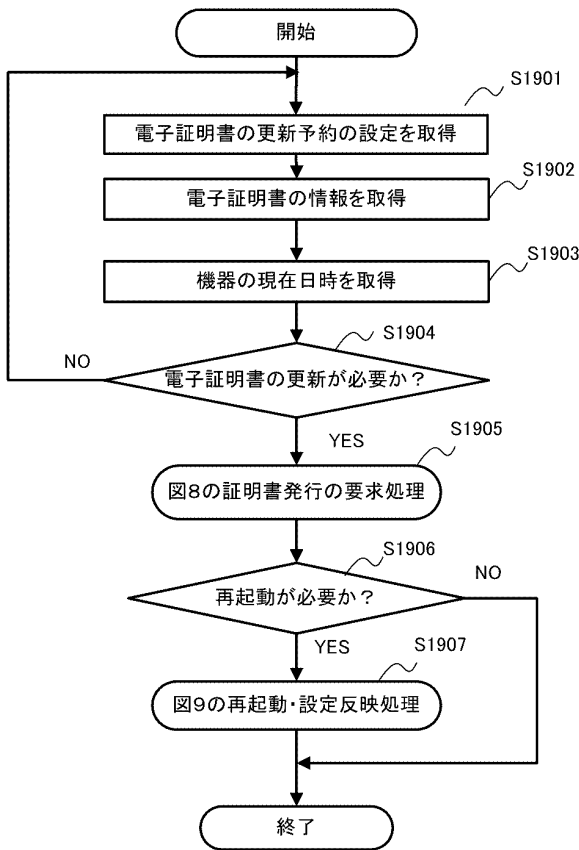 開始
S1901
電子証明書の更新予約の設定を取得
S1902
電子証明書の情報を取得
S1903
機器の現在日時を取得
S1904
NO
電子証明書の更新が必要か？
YES
S1905
図8の証明書発行の要求処理
S1906
NO
再起動が必要か？
YES
S1907
図9の再起動・設定反映処理
終了